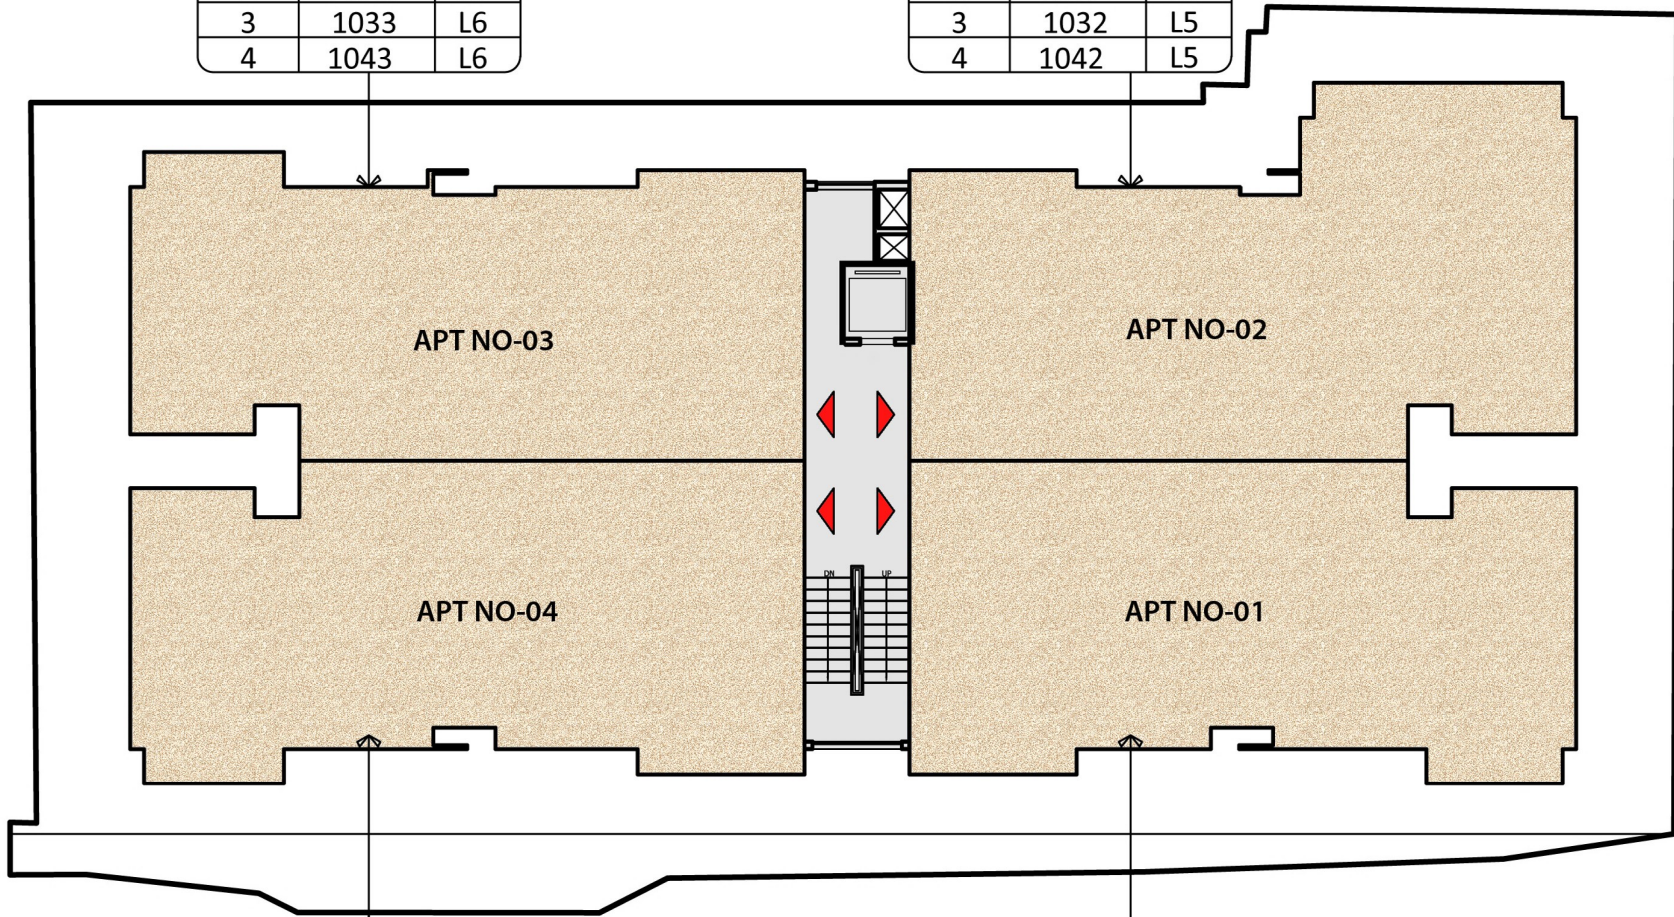 3 1033 L6
3 1032 L5
4 1043 L6
4 1042 L5
APT NO-03
APT NO-02
DN UP
APT NO-04
APT NO-01